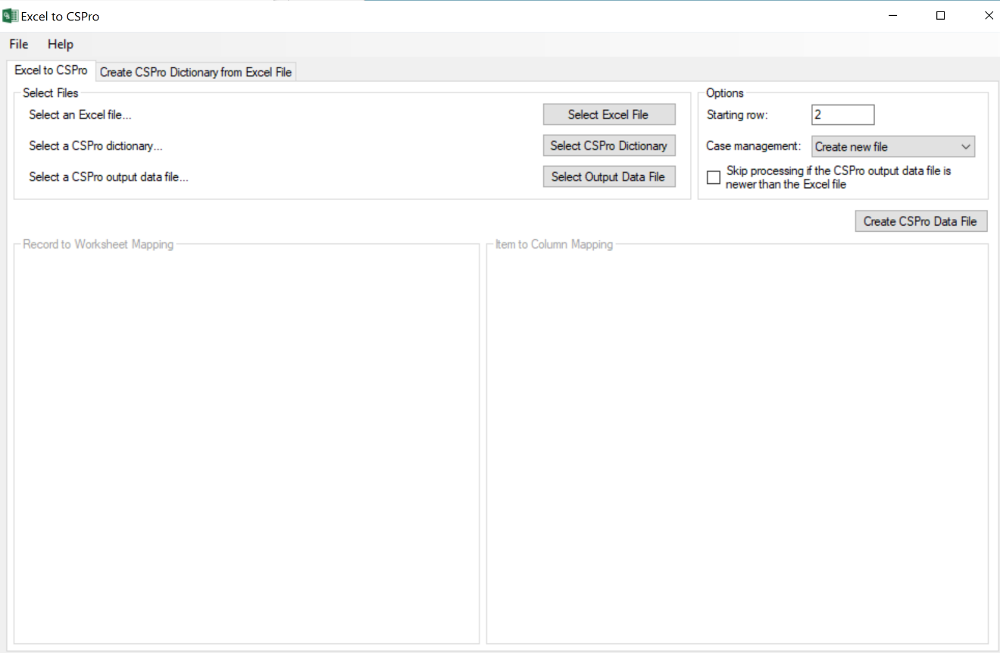 Excel to CSPro
File Help
Excel to CSPro Create CSPro Dictionary from Excel File
Select Files
Select an Excel file... Select Excel File
Select a CSPro dictionary... Select CSPro Dictionary
Select a CSPro output data file... Select Output Data File
Options
Starting row: 2
Case management: Create new file
Skip processing if the CSPro output data file is
newer than the Excel file
Create CSPro Data File
Record to Worksheet Mapping
Item to Column Mapping